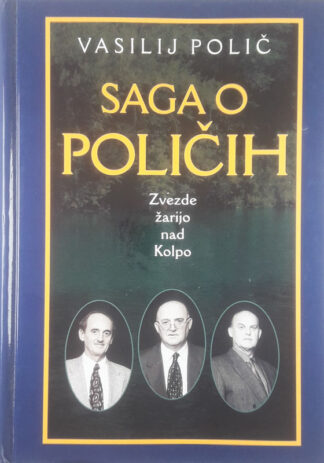 VASILIJ POLIČ
SAGA O
POLIČIH
Zvezde
žarijo
nad
Kolpo